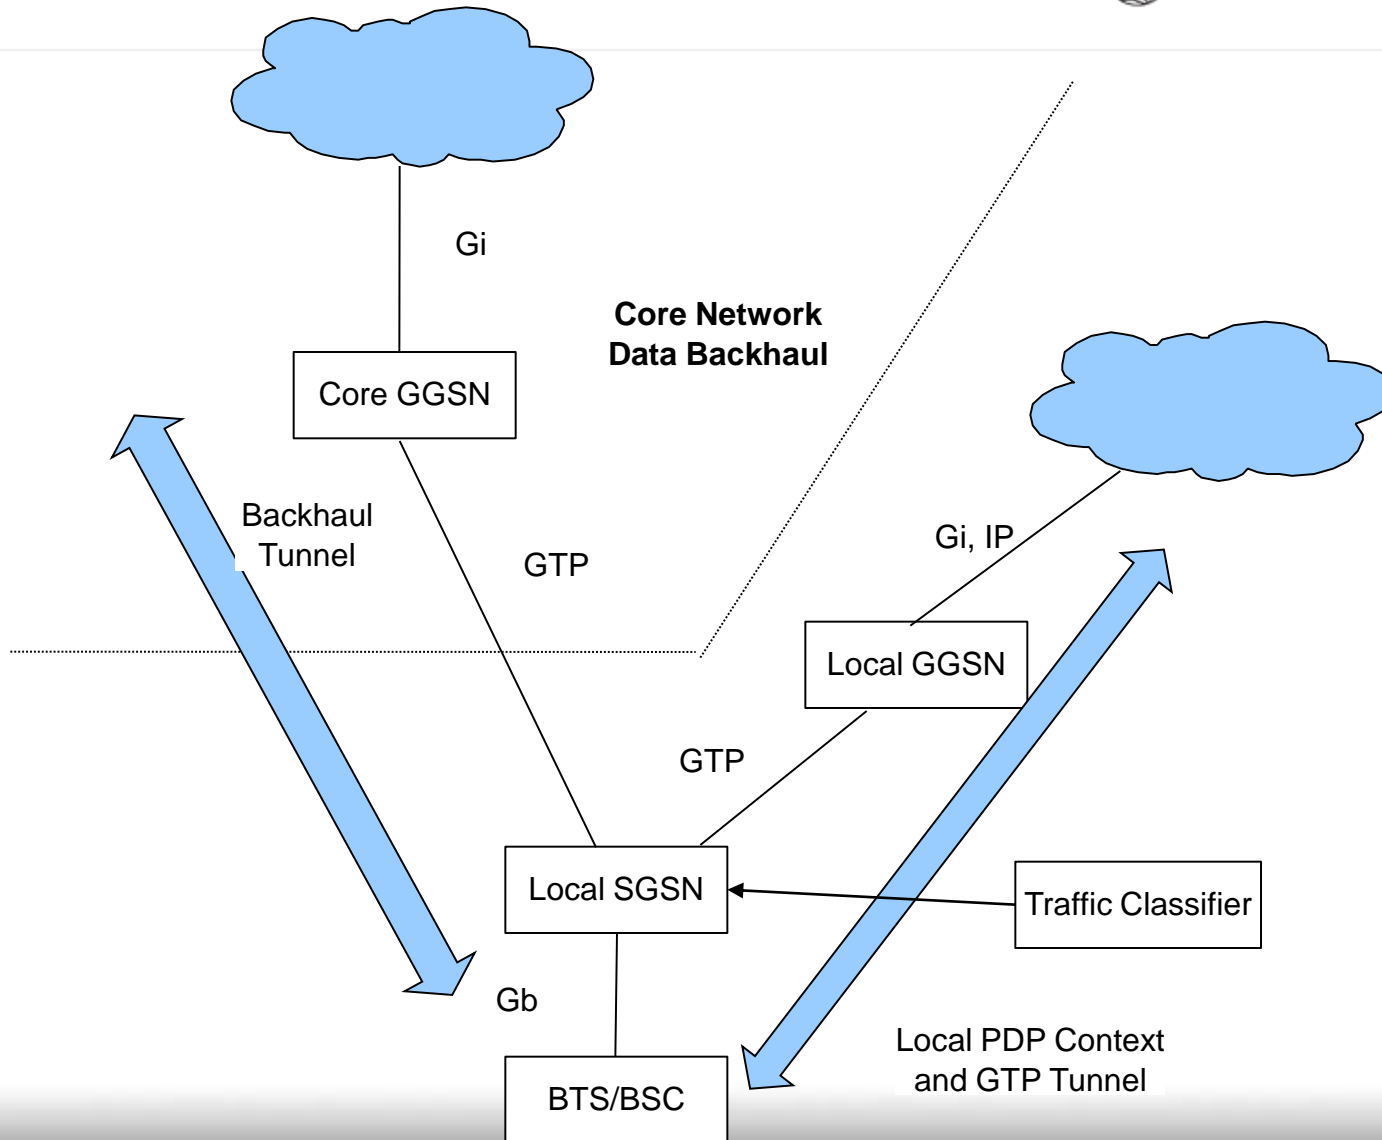 Gi
Core Network
Data Backhaul
Core GGSN
Backhaul
Tunnel
GTP
Gi, IP
Local GGSN
GTP
Local SGSN
Traffic Classifier
Gb
Local PDP Context
and GTP Tunnel
BTS/BSC